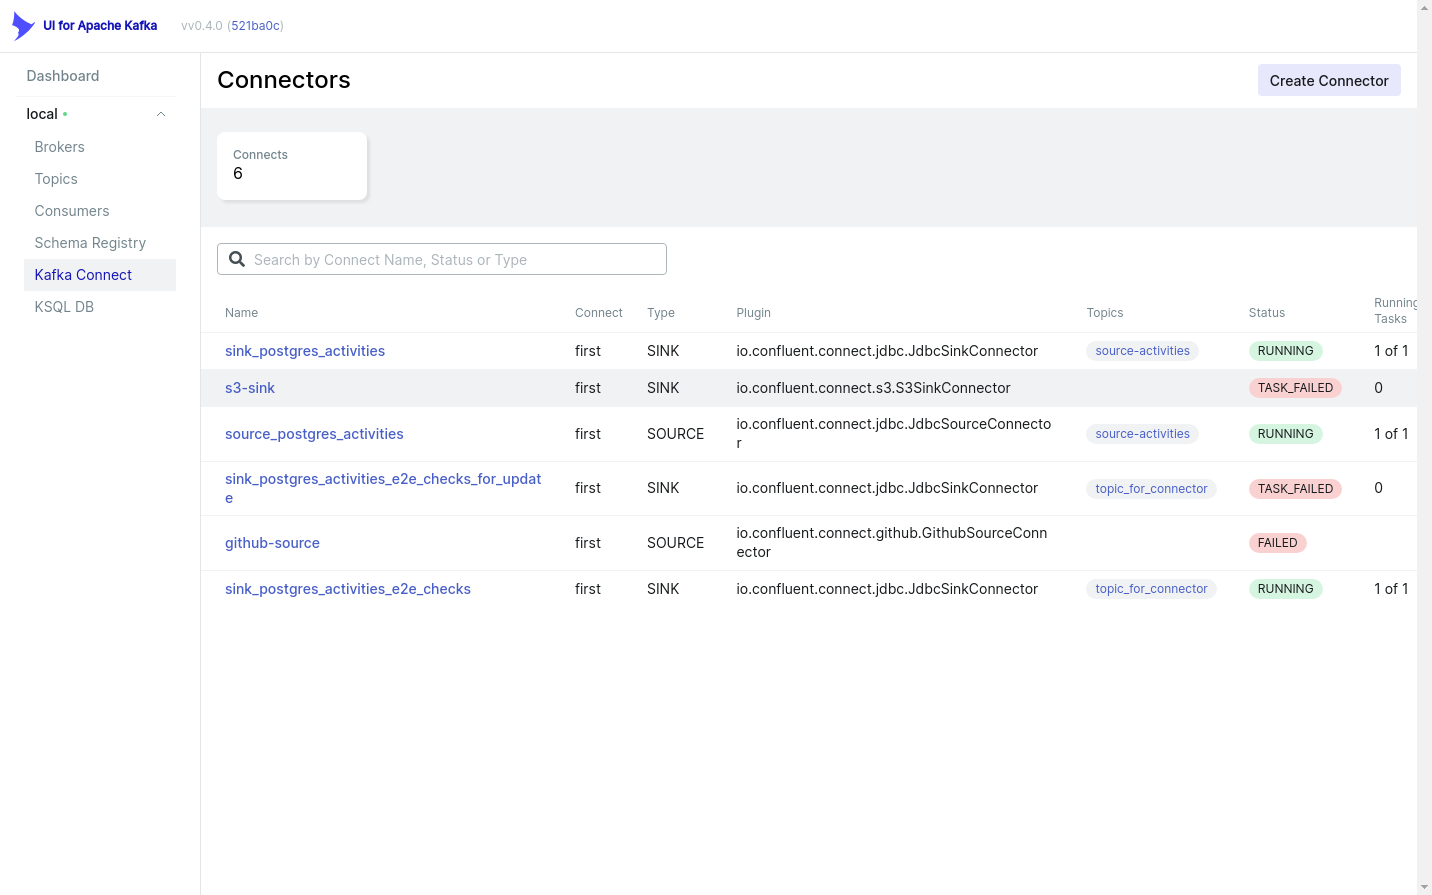 UI for Apache Kafka vv0.4.0 (521ba0c)
Dashboard
local
Brokers
Topics
Consumers
Schema Registry
Kafka Connect
KSQL DB
Connectors
Create Connector
Connects
6
Search by Connect Name, Status or Type
Name Connect Type Plugin Topics Status Running
Tasks
sink_postgres_activities first SINK io.confluent.connect.jdbc.JdbcSinkConnector source-activities RUNNING 1 of 1
s3-sink first SINK io.confluent.connect.s3.S3SinkConnector TASK_FAILED 0
source_postgres_activities first SOURCE io.confluent.connect.jdbc.JdbcSourceConnecto
r source-activities RUNNING 1 of 1
sink_postgres_activities_e2e_checks_for_updat
e first SINK io.confluent.connect.jdbc.JdbcSinkConnector topic_for_connector TASK_FAILED 0
github-source first SOURCE io.confluent.connect.github.GithubSourceConn
ector FAILED
sink_postgres_activities_e2e_checks first SINK io.confluent.connect.jdbc.JdbcSinkConnector topic_for_connector RUNNING 1 of 1